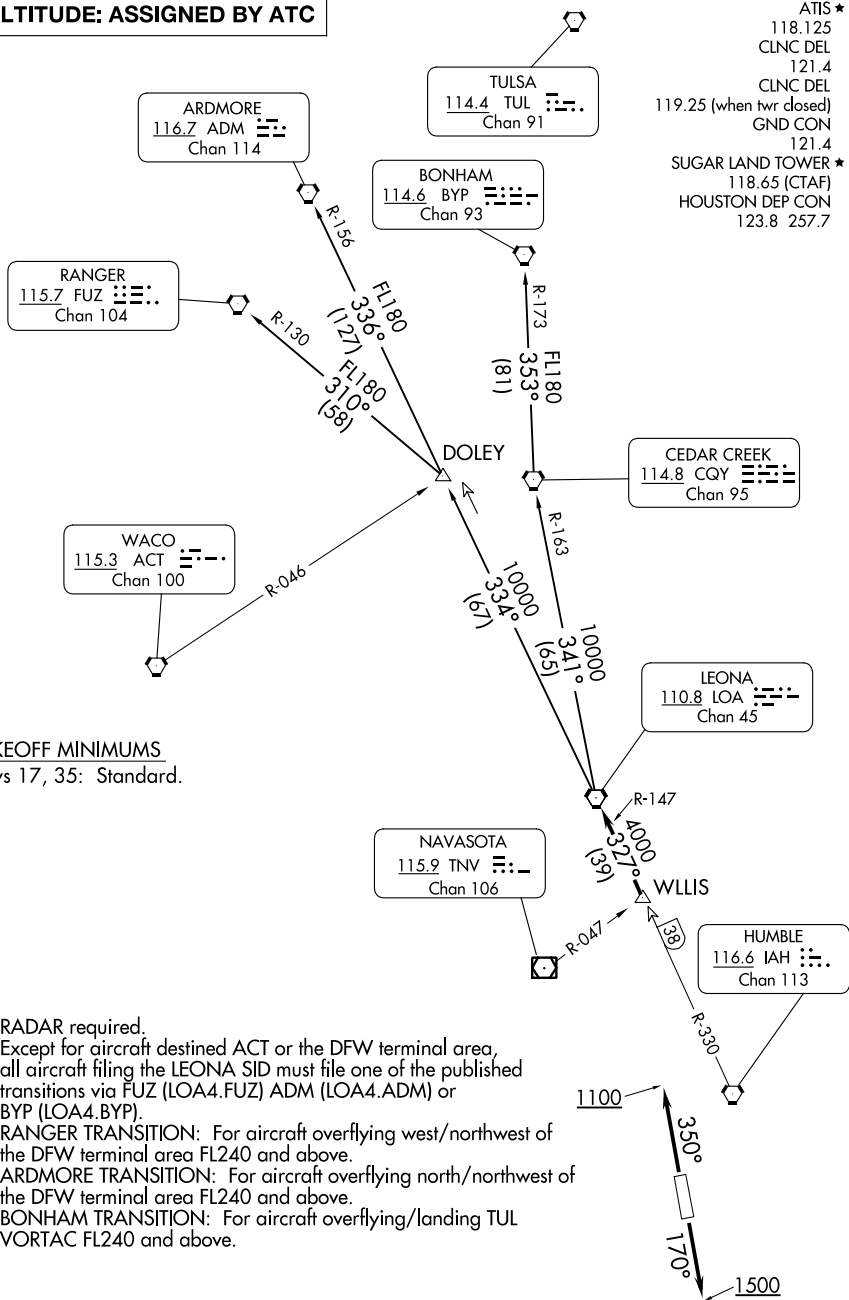 LTITUDE: ASSIGNED BY ATC
ATIS ★
118.125
CLNC DEL
121.4
CLNC DEL
119.25 (when twr closed)
GND CON
121.4
SUGAR LAND TOWER ★
118.65 (CTAF)
HOUSTON DEP CON
123.8 257.7
TULSA
114.4 TUL
Chan 91
ARDMORE
116.7 ADM
Chan 114
BONHAM
114.6 BYP
Chan 93
RANGER
115.7 FUZ
Chan 104
R-156
FL180
336°
(127)
R-130
FL180
310°
(58)
R-173
FL180
353°
(81)
DOLEY
CEDAR CREEK
114.8 CQY
Chan 95
WACO
115.3 ACT
Chan 100
R-046
R-163
10000
334°
(67)
10000
341°
(65)
LEONA
110.8 LOA
Chan 45
KEOFF MINIMUMS
ys 17, 35: Standard.
R-147
4000
327°
(39)
WLLIS
NAVASOTA
115.9 TNV
Chan 106
R-047
38
HUMBLE
116.6 IAH
Chan 113
R-330
RADAR required.
Except for aircraft destined ACT or the DFW terminal area,
all aircraft filing the LEONA SID must file one of the published
transitions via FUZ (LOA4.FUZ) ADM (LOA4.ADM) or
BYP (LOA4.BYP).
RANGER TRANSITION: For aircraft overflying west/northwest of
the DFW terminal area FL240 and above.
ARDMORE TRANSITION: For aircraft overflying north/northwest of
the DFW terminal area FL240 and above.
BONHAM TRANSITION: For aircraft overflying/landing TUL
VORTAC FL240 and above.
1100
350°
170°
1500